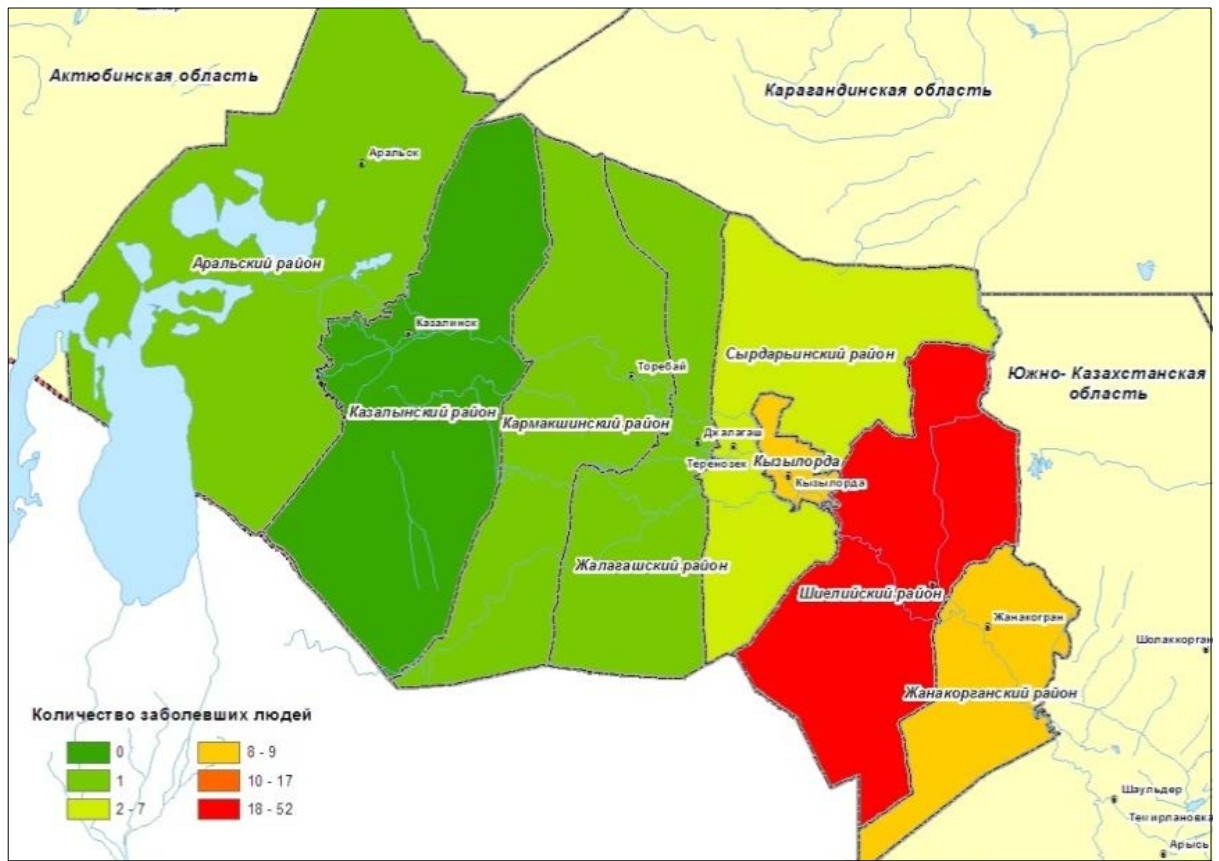 Актюбинская область
Карагандинская область
Аральск
Аральский район
Казалинск
Торебай
Сырдарьинский район
Южно- Казахстанская
область
Казалынский район
Кармакшинский район
Джалагаш
Теренозек
Кызылорда
Кызылорда
Жалагашский район
Шиелийский район
Жанакогран
Шолаккорган
Жанакорганский район
Количество заболевших людей
0
8 - 9
1
10 - 17
2 - 7
18 - 52
Шаульдер
Темирлановка
Арысь